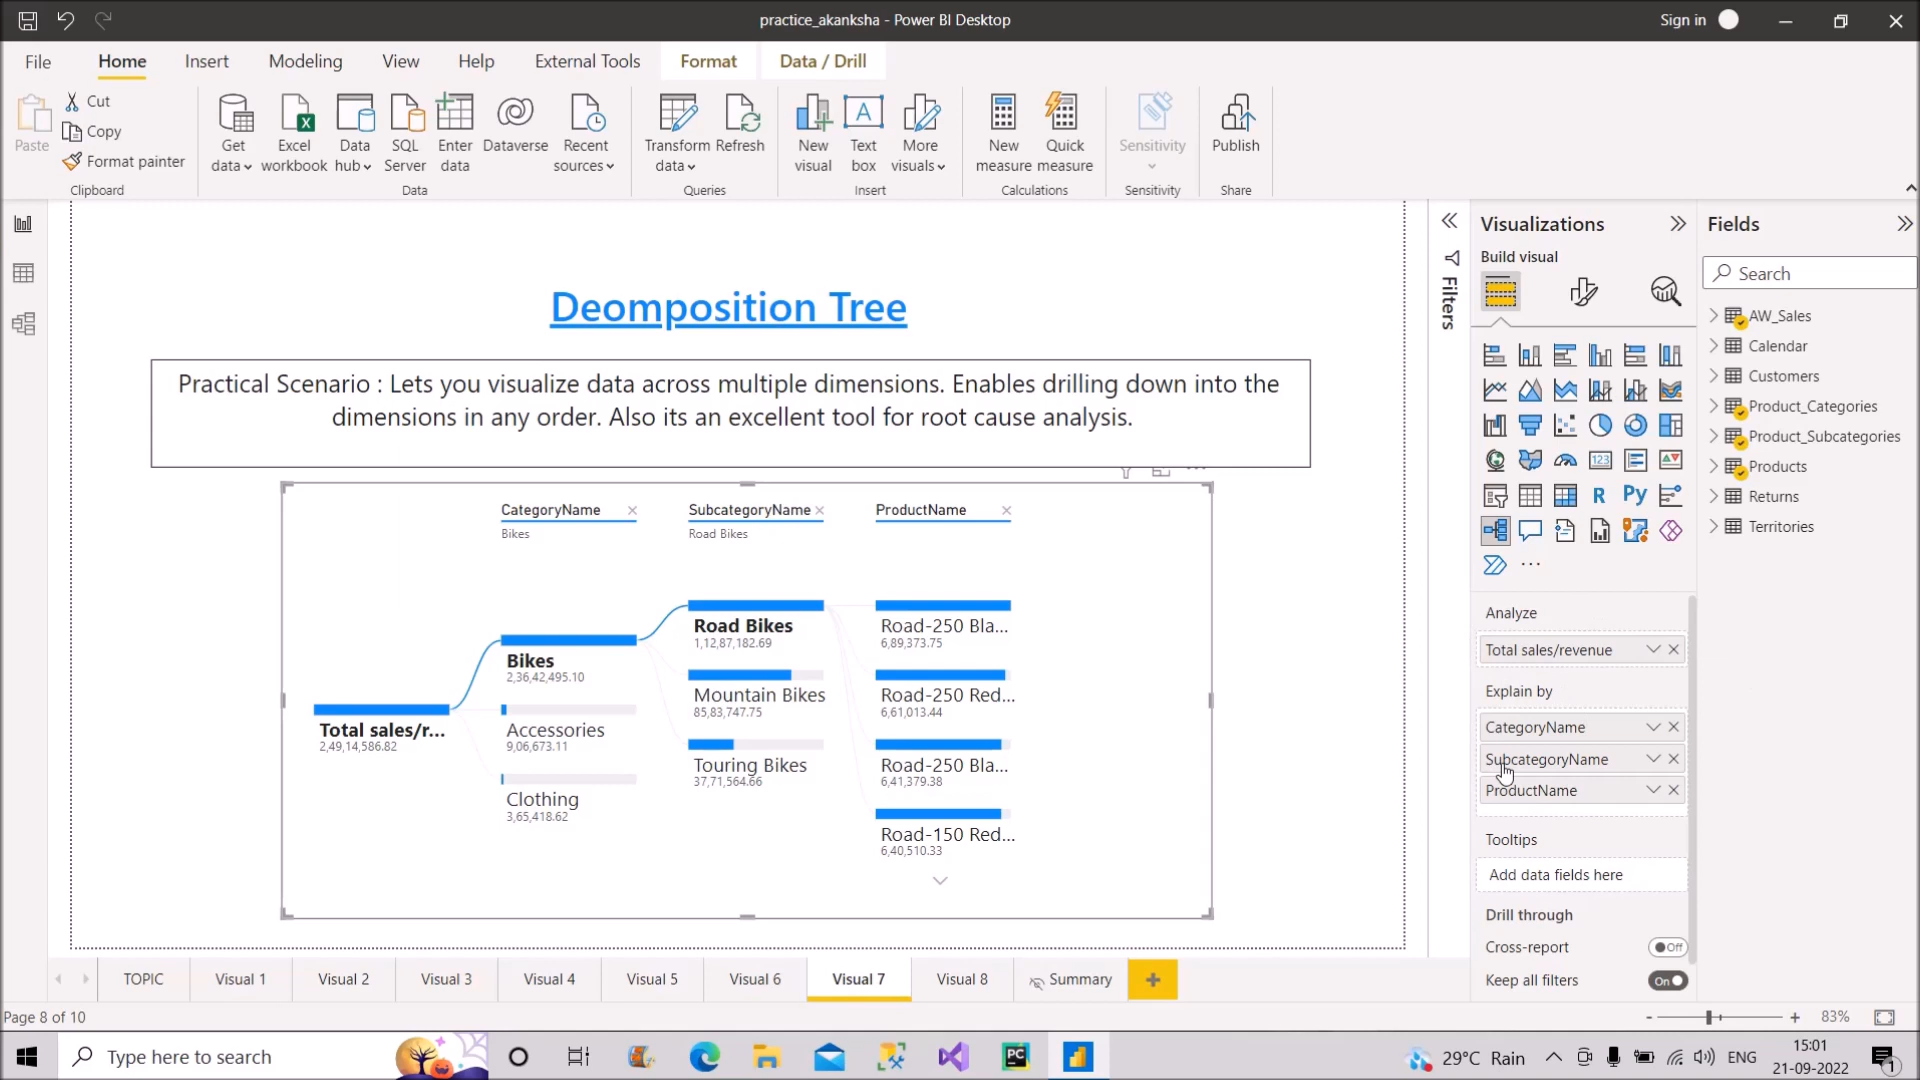 practice_akanksha - Power BI Desktop
Sign in
File
Home
Insert
Modeling
View
Help
External Tools
Format
Data / Drill
Paste
Cut
Copy
Format painter
Clipboard
Get
data
Excel
workbook
Data
hub
SQL
Server
Enter
data
Dataverse
Recent
sources
Data
Transform
data
Refresh
Queries
New
visual
Text
box
More
visuals
Insert
New
measure
Quick
measure
Calculations
Sensitivity
Sensitivity
Publish
Share
Deomposition Tree
Practical Scenario : Lets you visualize data across multiple dimensions. Enables drilling down into the
dimensions in any order. Also its an excellent tool for root cause analysis.
CategoryName
Bikes
SubcategoryName
Road Bikes
ProductName
Total sales/r...
2,49,14,586.82
Bikes
2,36,42,495.10
Accessories
9,06,673.11
Clothing
3,65,418.62
Road Bikes
1,12,87,182.69
Mountain Bikes
85,83,747.75
Touring Bikes
37,71,564.66
Road-250 Bla...
6,89,373.75
Road-250 Red...
6,61,013.44
Road-250 Bla...
6,41,379.38
Road-150 Red...
6,40,510.33
Filters
Visualizations
Build visual
123
R
Py
Analyze
Total sales/revenue
Explain by
CategoryName
SubcategoryName
ProductName
Tooltips
Add data fields here
Drill through
Cross-report
Off
Keep all filters
On
Fields
Search
AW_Sales
Calendar
Customers
Product_Categories
Product_Subcategories
Products
Returns
Territories
TOPIC
Visual 1
Visual 2
Visual 3
Visual 4
Visual 5
Visual 6
Visual 7
Visual 8
Summary
Page 8 of 10
83%
Type here to search
PC
29°C Rain
ENG
15:01
21-09-2022
1